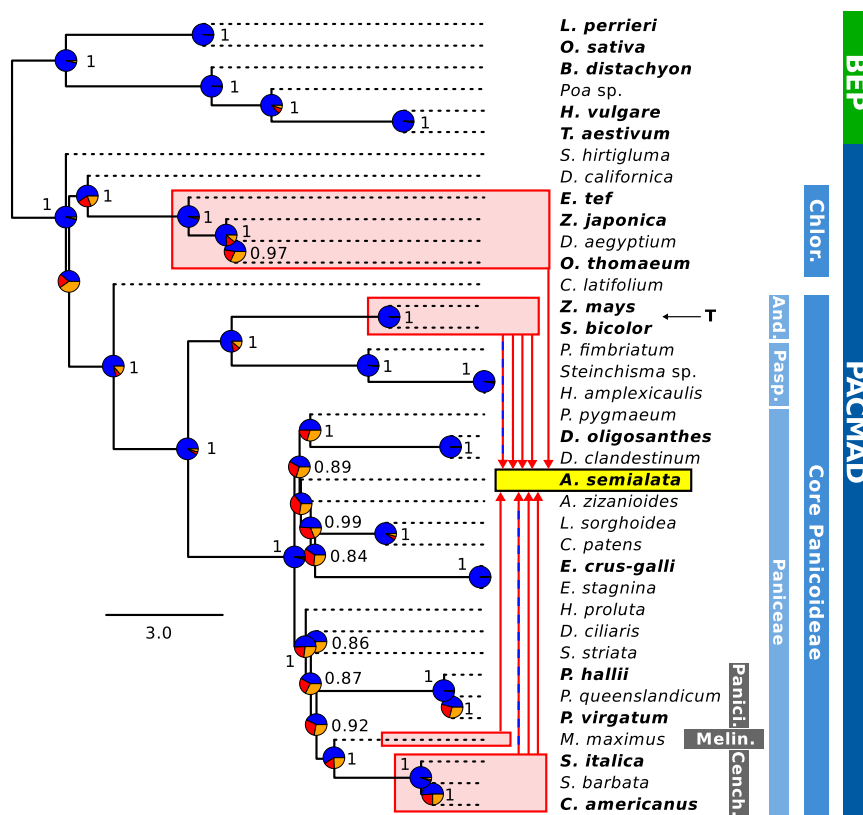 L. perrieri
1
O. sativa
1
B. distachyon
1
Poa sp.
1
H. vulgare
1
T. aestivum
S. hirtigluma
D. californica
1
1
E. tef
1
Z. japonica
1
D. aegyptium
0.97
O. thomaeum
C. latifolium
Z. mays
1
T
S. bicolor
1
P. fimbriatum
1
1
Steinchisma sp.
1
H. amplexicaulis
P. pygmaeum
1
D. oligosanthes
1
1
D. clandestinum
0.89
A. semialata
A. zizanioides
0.99
L. sorghoidea
1
C. patens
1
0.84
E. crus-galli
1
E. stagnina
H. proluta
3.0
D. ciliaris
0.86
S. striata
1
P. hallii
0.87
1
P. queenslandicum
1
P. virgatum
0.92
M. maximus
1
S. italica
1
S. barbata
1
C. americanus
BEP
PACMAD
Chlor.
Core Panicoideae
And.
Pasp.
Paniceae
Panici.
Melin.
Cench.